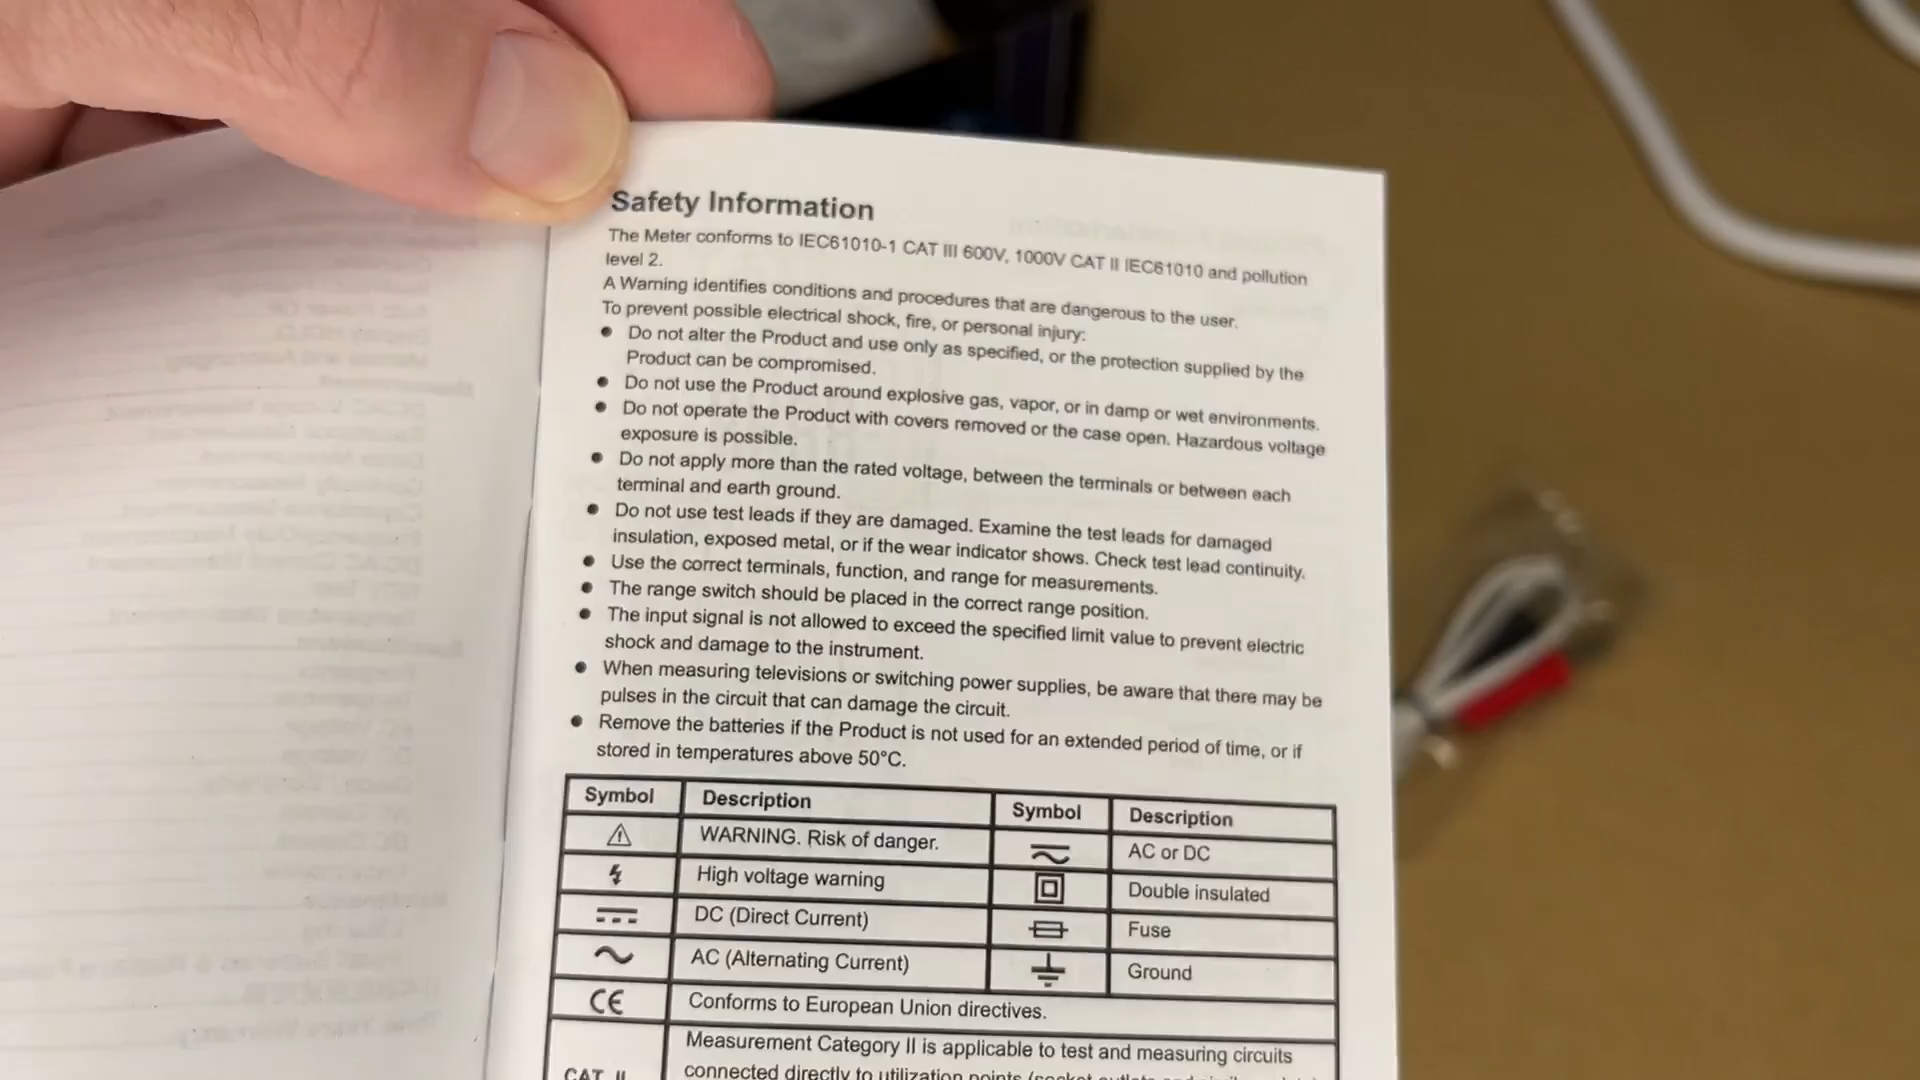 Safety Information
The Meter conforms to IEC61010-1 CAT III 600V, 1000V CAT II IEC61010 and pollution
level 2.
A Warning identifies conditions and procedures that are dangerous to the user.
To prevent possible electrical shock, fire, or personal injury:
● Do not alter the Product and use only as specified, or the protection supplied by the
Product can be compromised.
● Do not use the Product around explosive gas, vapor, or in damp or wet environments.
● Do not operate the Product with covers removed or the case open. Hazardous voltage
exposure is possible.
● Do not apply more than the rated voltage, between the terminals or between each
terminal and earth ground.
● Do not use test leads if they are damaged. Examine the test leads for damaged
insulation, exposed metal, or if the wear indicator shows. Check test lead continuity.
● Use the correct terminals, function, and range for measurements.
● The range switch should be placed in the correct range position.
● The input signal is not allowed to exceed the specified limit value to prevent electric
shock and damage to the instrument.
● When measuring televisions or switching power supplies, be aware that there may be
pulses in the circuit that can damage the circuit.
● Remove the batteries if the Product is not used for an extended period of time, or if
stored in temperatures above 50°C.
Symbol Description Symbol Description
WARNING. Risk of danger. AC or DC
High voltage warning Double insulated
DC (Direct Current) Fuse
AC (Alternating Current) Ground
CE Conforms to European Union directives.
Measurement Category II is applicable to test and measuring circuits
CAT II connected directly to utilization points